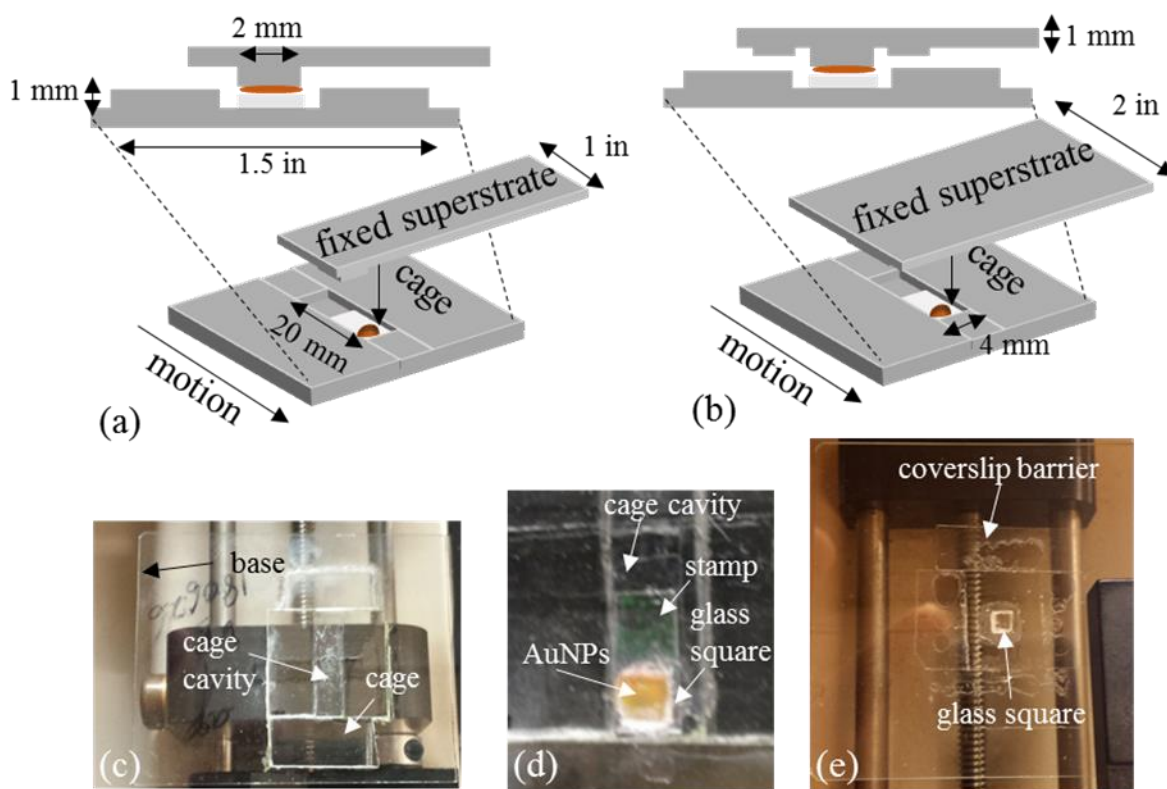 2 mm
1 mm
1.5 in
1 in
fixed superstrate
cage
20 mm
motion
(a)
1 mm
2 in
fixed superstrate
cage
4 mm
motion
(b)
base
cage
cavity
cage
(c)
cage cavity
stamp
glass
square
AuNPs
(d)
coverslip barrier
glass square
(e)